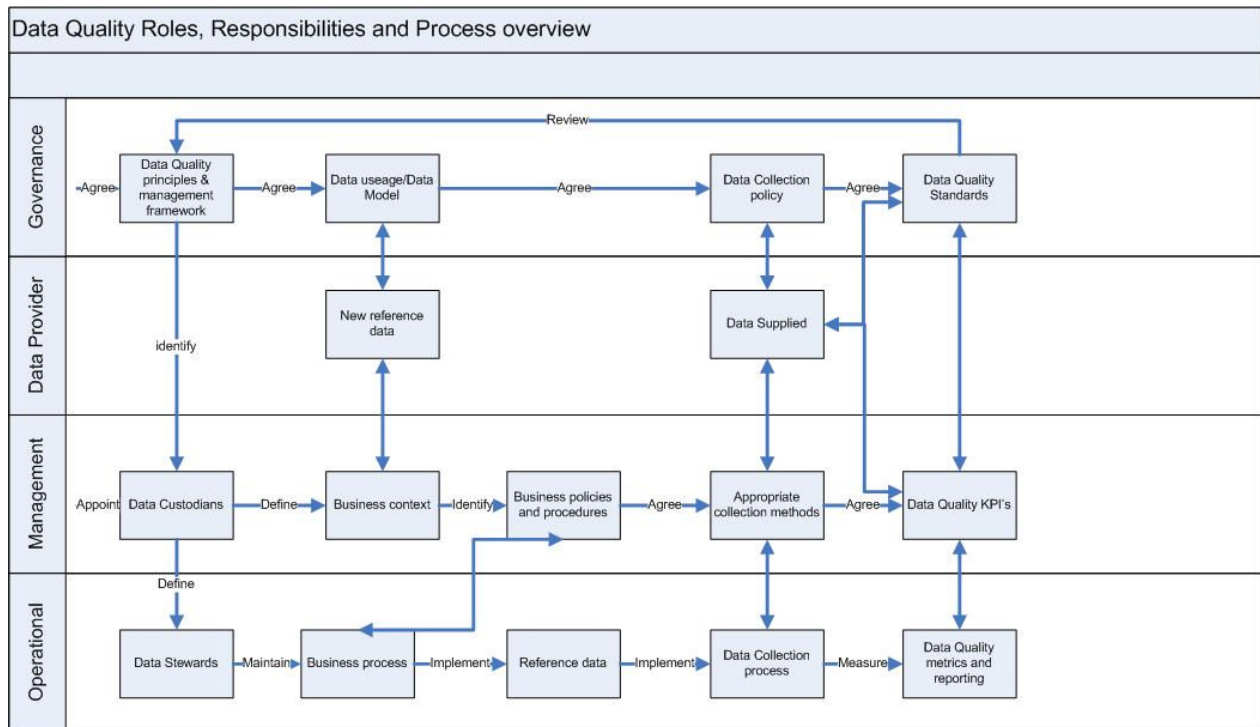 Data Quality Roles, Responsibilities and Process overview
Governance
Review
Agree
Data Quality
principles &
management
framework
Agree
Data useage/Data
Model
Agree
Data Collection
policy
Agree
Data Quality
Standards
Data Provider
identify
New reference
data
Data Supplied
Management
Appoint
Data Custodians
Define
Business context
Identify
Business policies
and procedures
Agree
Appropriate
collection methods
Agree
Data Quality KPI's
Operational
Define
Data Stewards
Maintain
Business process
Implement
Reference data
Implement
Data Collection
process
Measure
Data Quality
metrics and
reporting